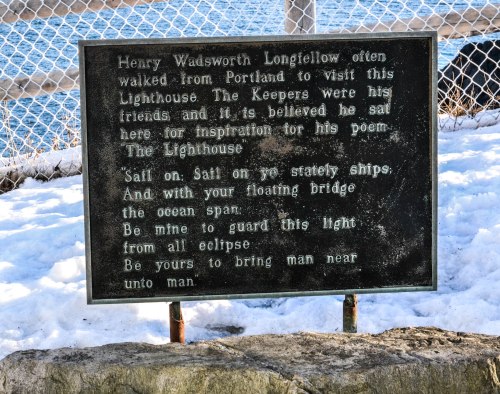 Henry Wadsworth Longfellow often
walked from Portland to visit this
Lighthouse The Keepers were his
friends and it is believed he sat
here for inspiration for his poem
"The Lighthouse"
"Sail on, Sail on ye stately ships,
And with your floating bridge
the ocean span;
Be mine to guard this light
from all eclipse
Be yours to bring man near
unto man